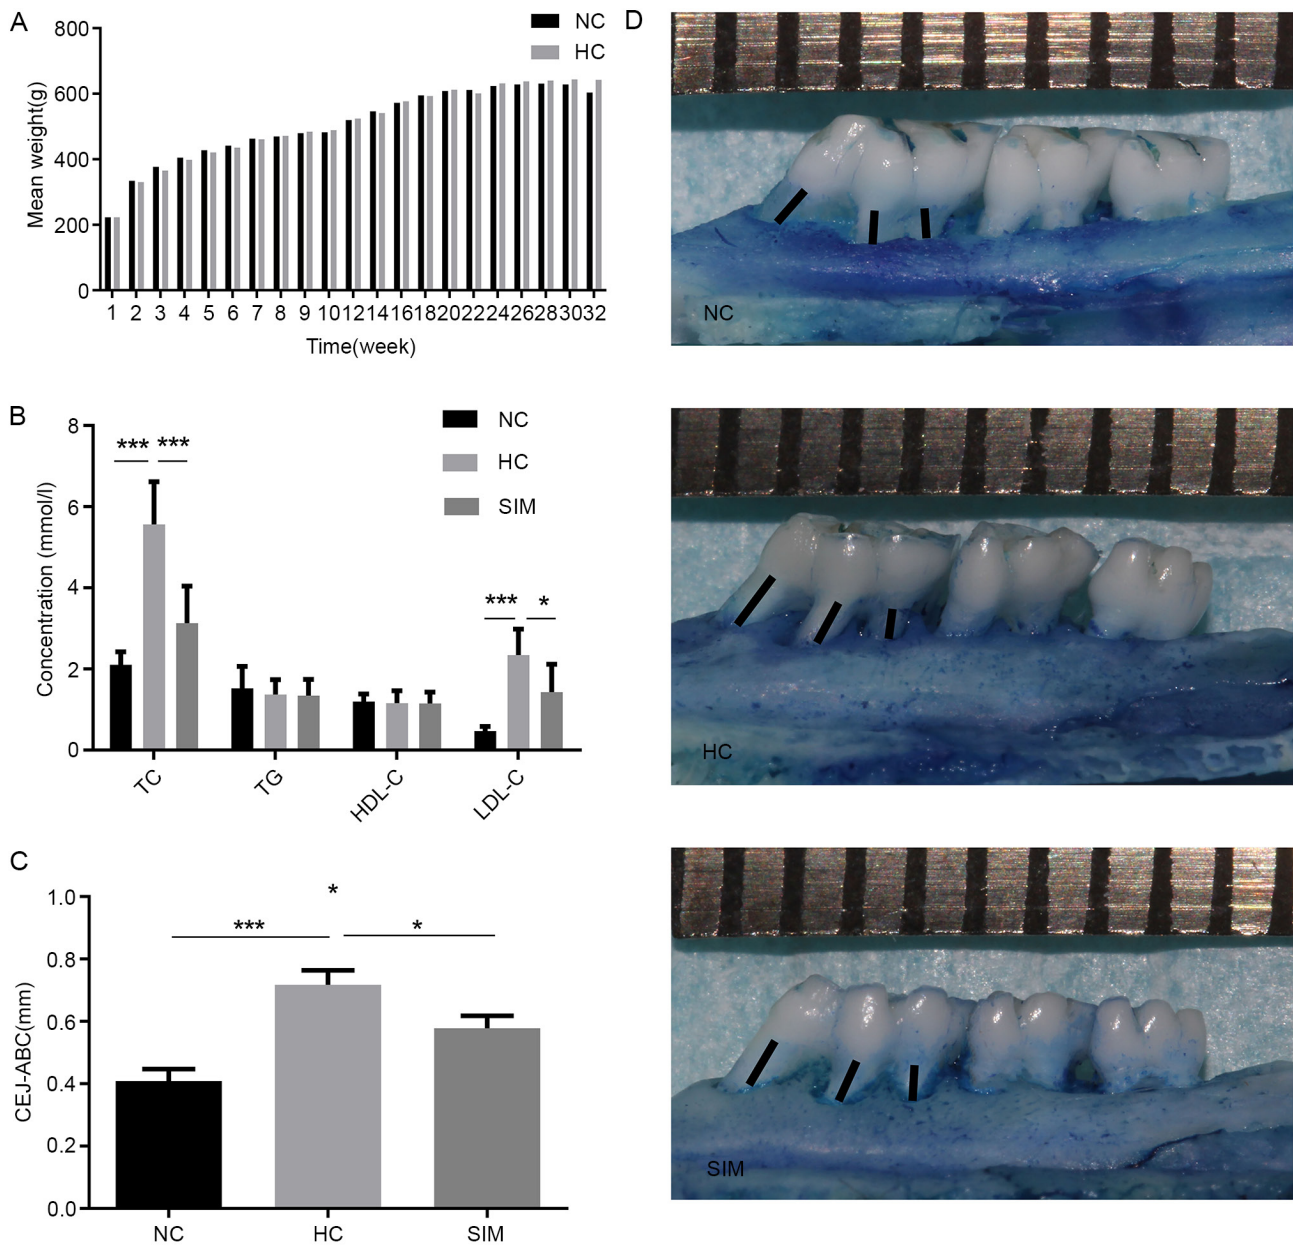 A
NC
HC
800
600
400
200
0
Mean weight(g)
1 2 3 4 5 6 7 8 9 10 12 14 16 18 20 22 24 26 28 30 32
Time(week)
B
NC
HC
SIM
8
6
4
2
0
Concentration (mmol/l)
*** ***
*** *
TC TG HDL-C LDL-C
C
1.0
0.8
0.6
0.4
0.2
0.0
CEJ-ABC(mm)
*
*** *
NC HC SIM
D
NC
HC
SIM